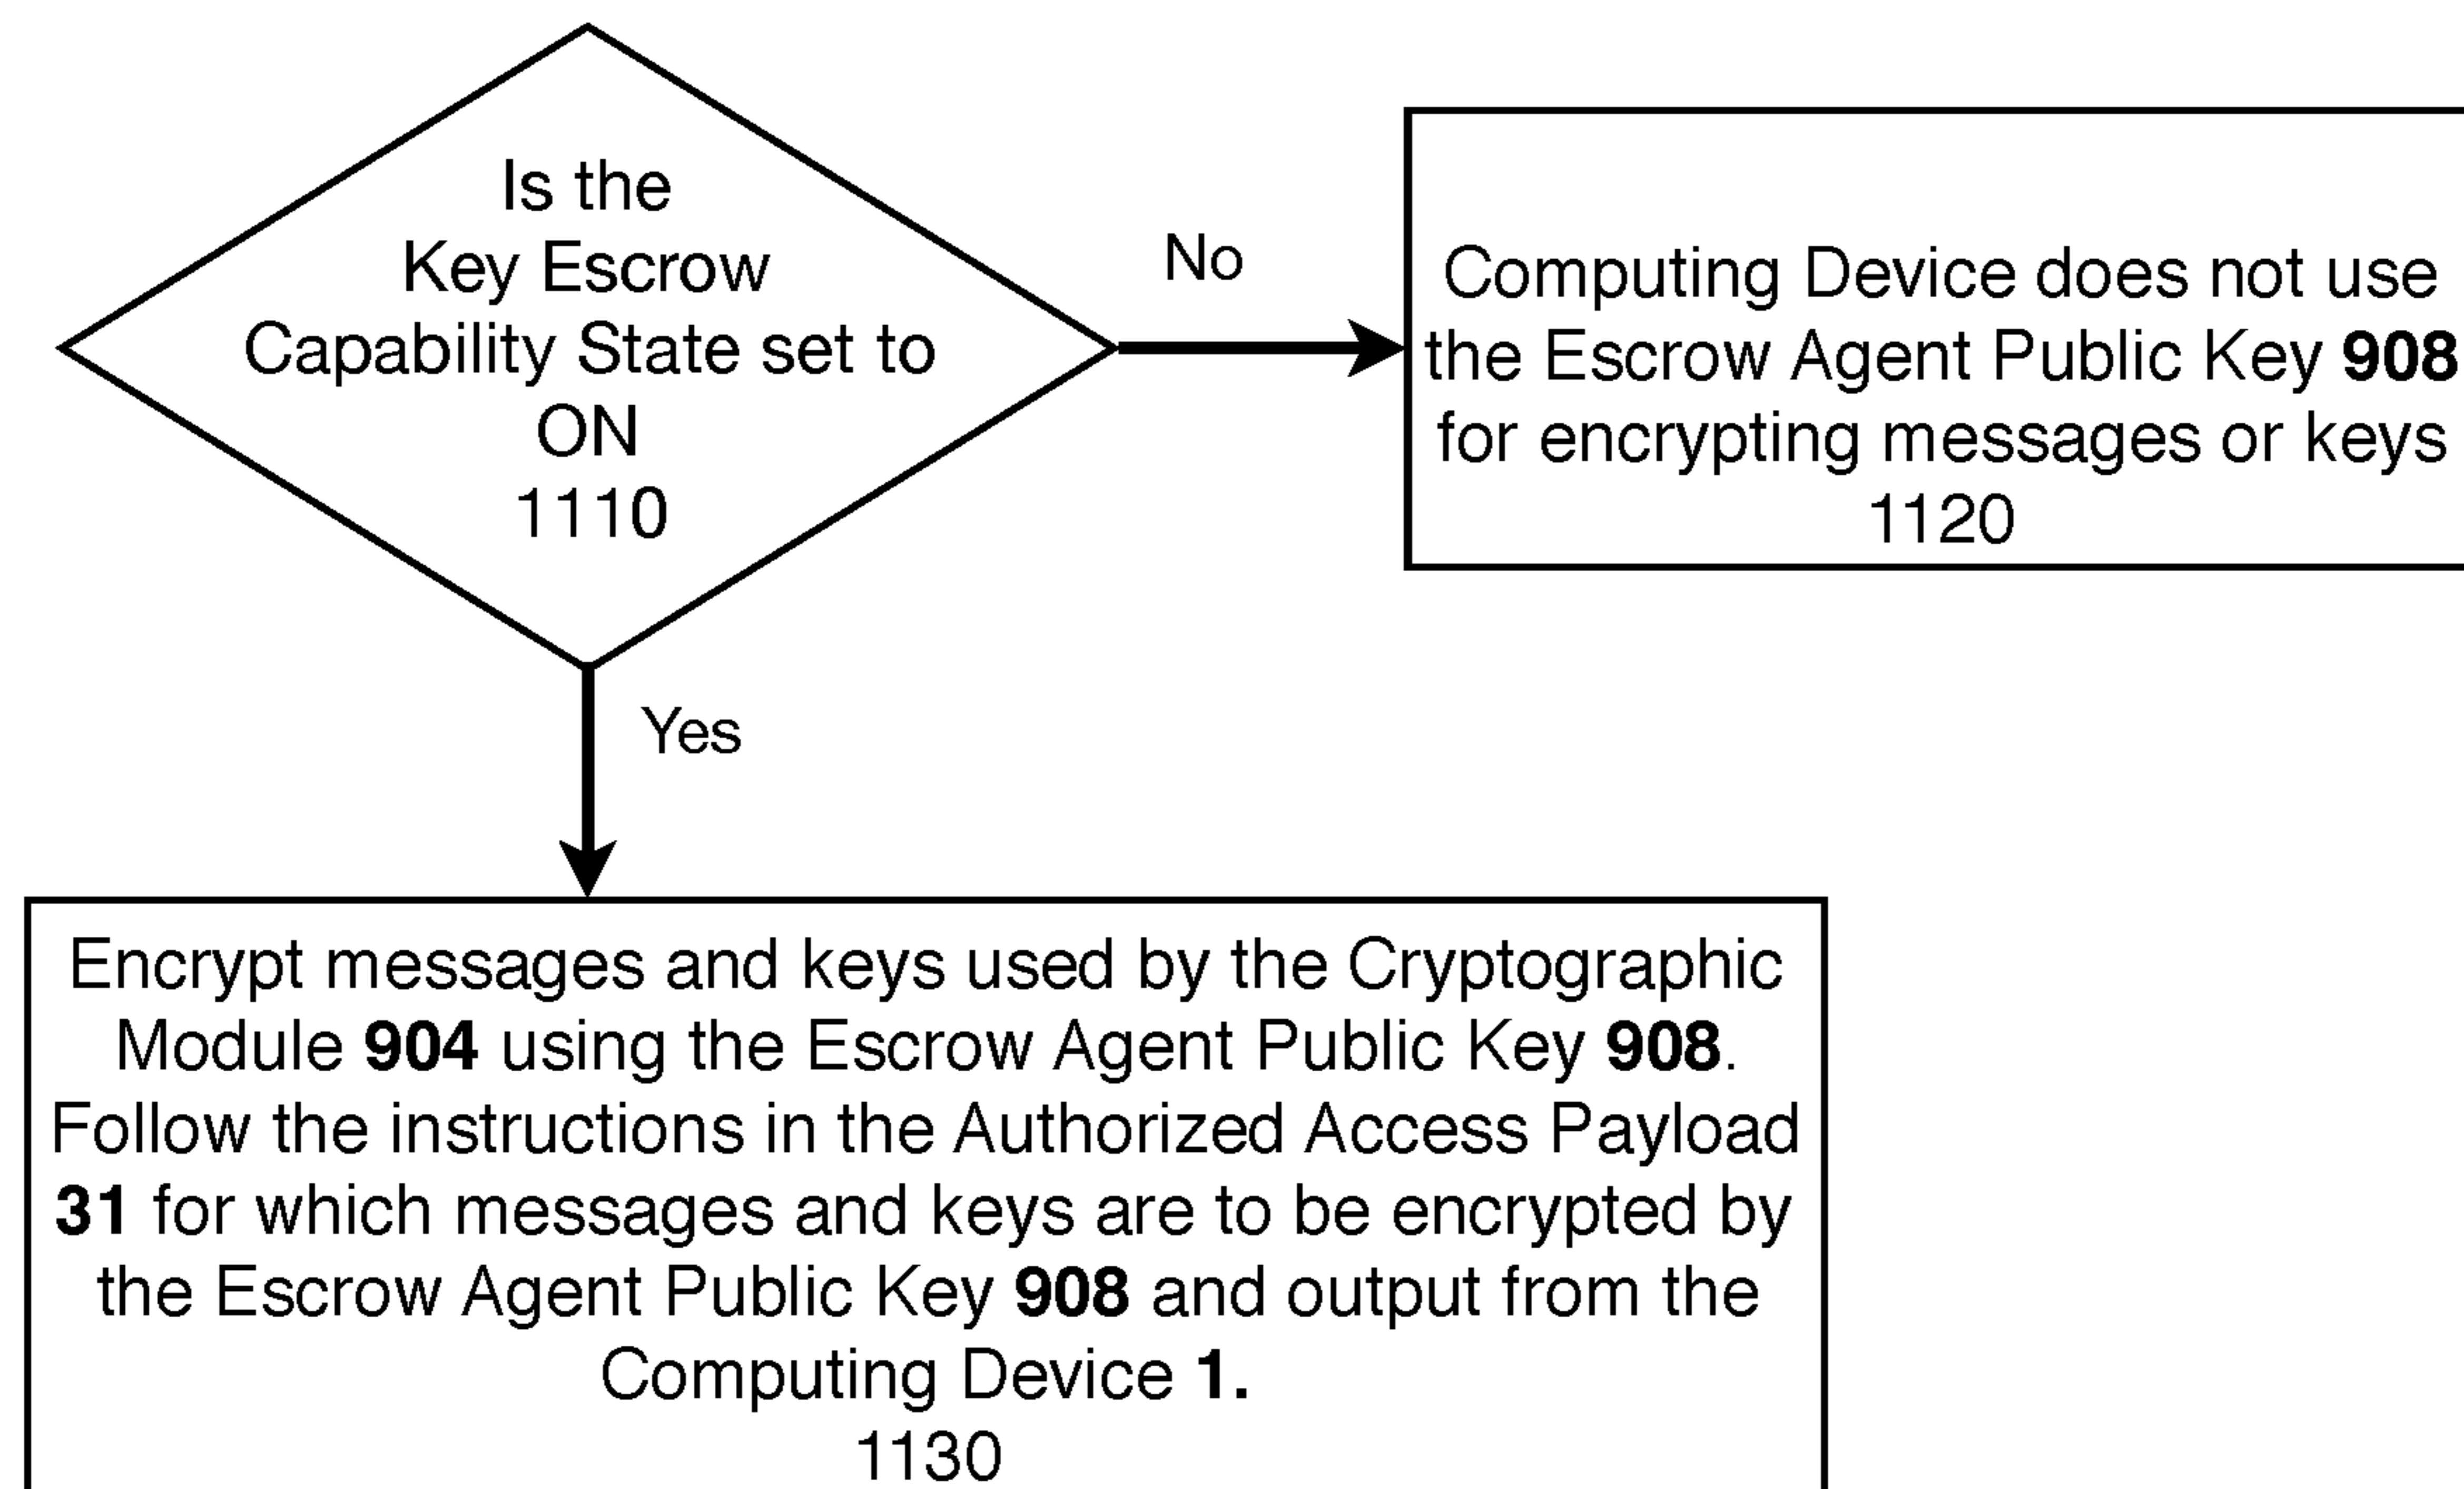 Is the
Key Escrow
Capability State set to
ON
1110
No
Computing Device does not use
the Escrow Agent Public Key 908
for encrypting messages or keys
1120
Yes
Encrypt messages and keys used by the Cryptographic
Module 904 using the Escrow Agent Public Key 908.
Follow the instructions in the Authorized Access Payload
31 for which messages and keys are to be encrypted by
the Escrow Agent Public Key 908 and output from the
Computing Device 1.
1130